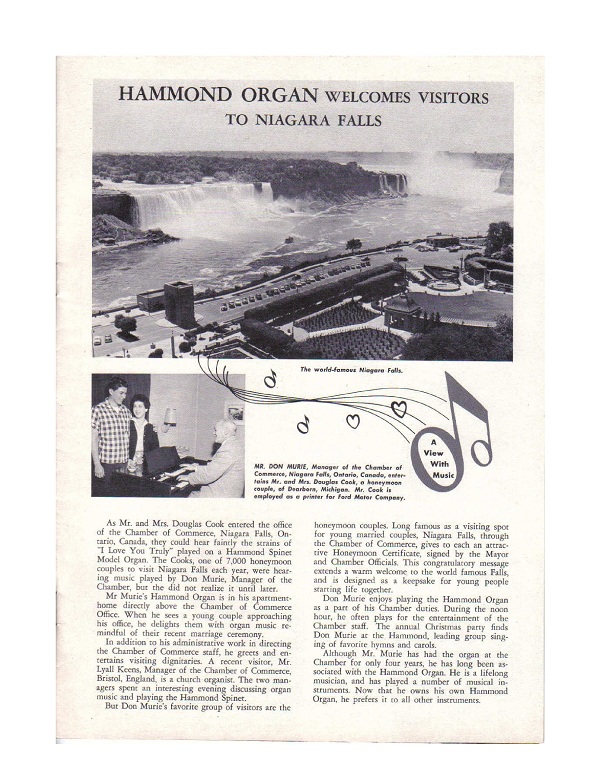 HAMMOND ORGAN WELCOMES VISITORS
TO NIAGARA FALLS
The world-famous Niagara Falls.
A
View
With
Music
MR. DON MURIE, Manager of the Chamber of
Commerce, Niagara Falls, Ontario, Canada, enter-
tains Mr. and Mrs. Douglas Cook, a honeymoon
couple, of Dearborn, Michigan. Mr. Cook is
employed as a printer for Ford Motor Company.
As Mr. and Mrs. Douglas Cook entered the office
of the Chamber of Commerce, Niagara Falls, On-
tario, Canada, they could hear faintly the strains of
"I Love You Truly" played on a Hammond Spinet
Model Organ. The Cooks, one of 7,000 honeymoon
couples to visit Niagara Falls each year, were hear-
ing music played by Don Murie, Manager of the
Chamber, but the did not realize it until later.
Mr Murie's Hammond Organ is in his apartment-
home directly above the Chamber of Commerce
Office. When he sees a young couple approaching
his office, he delights them with organ music re-
mindful of their recent marriage ceremony.
In addition to his administrative work in directing
the Chamber of Commerce staff, he greets and en-
tertains visiting dignitaries. A recent visitor, Mr.
Lyall Keens, Manager of the Chamber of Commerce,
Bristol, England, is a church organist. The two man-
agers spent an interesting evening discussing organ
music and playing the Hammond Spinet.
But Don Murie's favorite group of visitors are the
honeymoon couples. Long famous as a visiting spot
for young married couples, Niagara Falls, through
the Chamber of Commerce, gives to each an attrac-
tive Honeymoon Certificate, signed by the Mayor
and Chamber Officials. This congratulatory message
extends a warm welcome to the world famous Falls,
and is designed as a keepsake for young people
starting life together.
Don Murie enjoys playing the Hammond Organ
as a part of his Chamber duties. During the noon
hour, he often plays for the entertainment of the
Chamber staff. The annual Christmas party finds
Don Murie at the Hammond, leading group sing-
ing of favorite hymns and carols.
Although Mr. Murie has had the organ at the
Chamber for only four years, he has long been as-
sociated with the Hammond Organ. He is a lifelong
musician, and has played a number of musical in-
struments. Now that he owns his own Hammond
Organ, he prefers it to all other instruments.